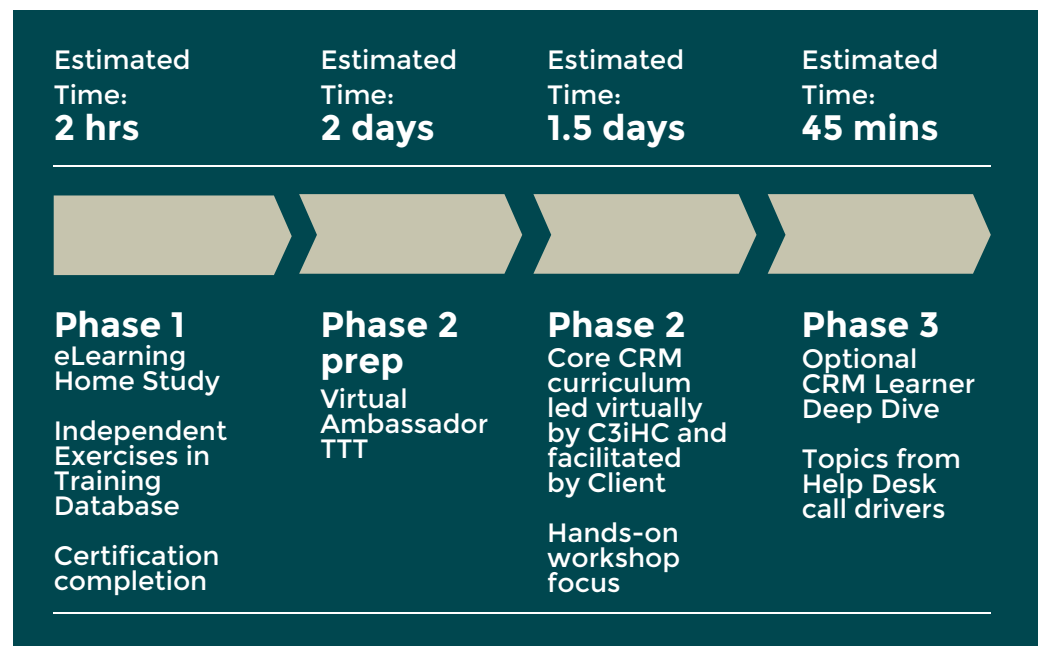 Estimated
Time:
2 hrs
Estimated
Time:
2 days
Estimated
Time:
1.5 days
Estimated
Time:
45 mins
Phase 1
eLearning
Home Study
Independent
Exercises in
Training
Database
Certification
completion
Phase 2
prep
Virtual
Ambassador
TTT
Phase 2
Core CRM
curriculum
led virtually
by C3iHC and
facilitated
by Client
Hands-on
workshop
focus
Phase 3
Optional
CRM Learner
Deep Dive
Topics from
Help Desk
call drivers